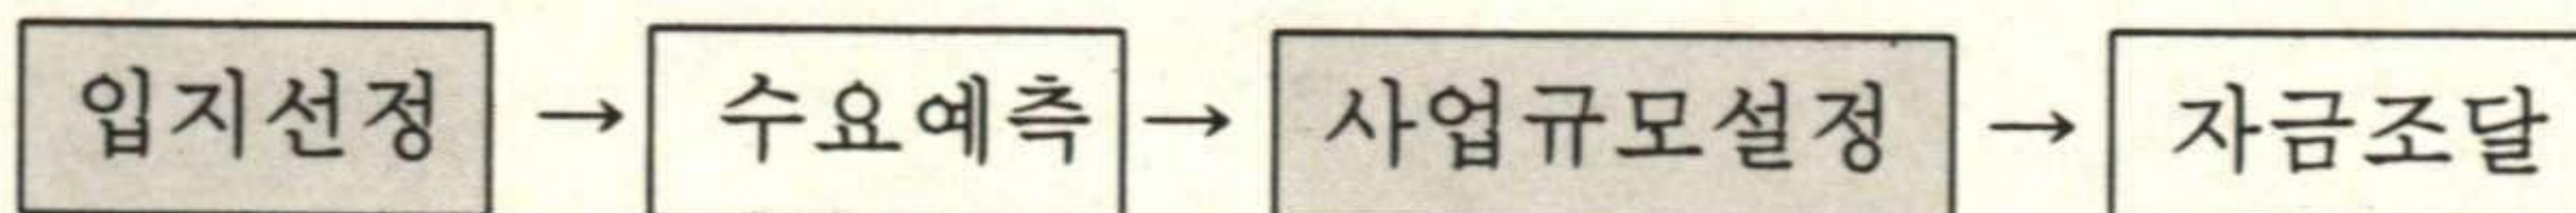 입지선정 → 수요예측 → 사업규모설정 → 자금조달